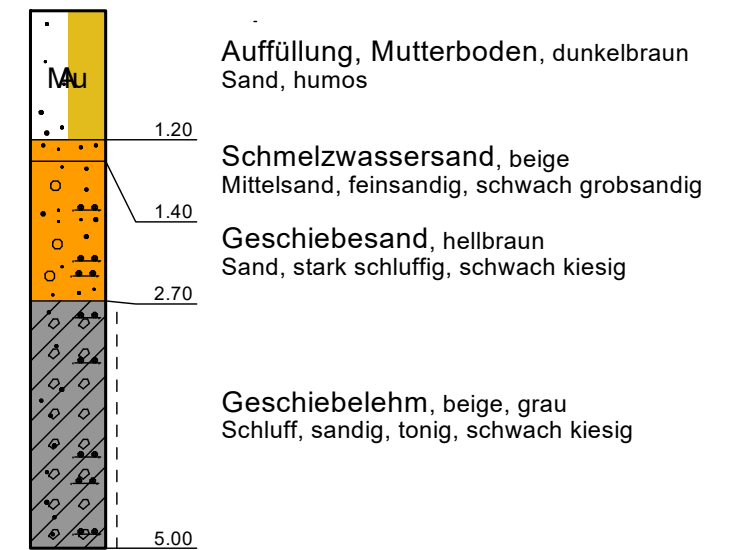 Auffüllung, Mutterboden, dunkelbraun
Sand, humos
Mu
A
1.20
Schmelzwassersand, beige
Mittelsand, feinsandig, schwach grobsandig
1.40
Geschiebesand, hellbraun
Sand, stark schluffig, schwach kiesig
2.70
Geschiebelehm, beige, grau
Schluff, sandig, tonig, schwach kiesig
5.00